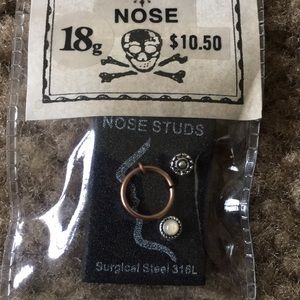 NOSE
18g $10.50
NOSE STUDS
Surgical Steel 316L